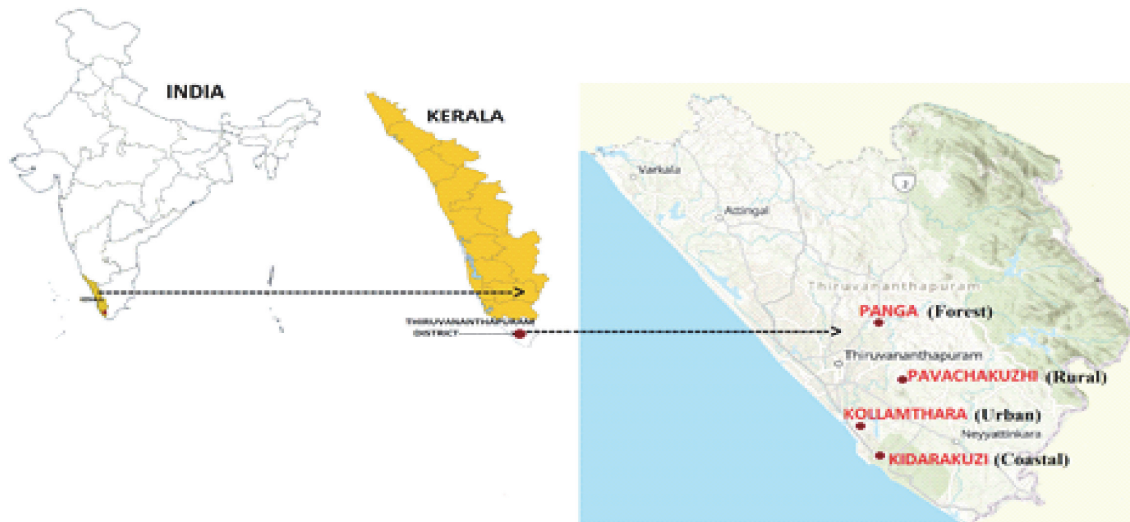 INDIA
KERALA
THIRUVANANTHAPURAM
DISTRICT
Varkala
Attingal
Thiruvananthapuram
PANGA (Forest)
Thiruvananthapuram
PAVACHAKUZHI (Rural)
KOLLAMTHARA (Urban)
Neyyattinkara
KIDARAKUZI (Coastal)